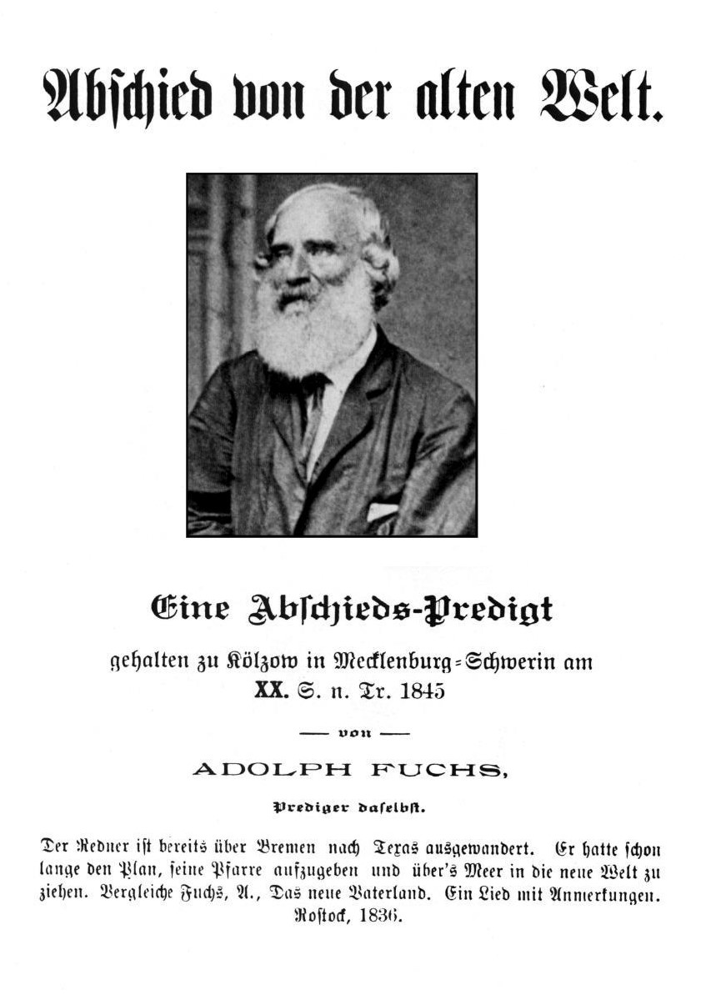 Abschied von der alten Welt.
Eine Abschieds-Predigt
gehalten zu Kölzow in Mecklenburg-Schwerin am
XX. S. n. Tr. 1845
— von —
ADOLPH FUCHS,
Prediger daselbst.
Der Redner ist bereits über Bremen nach Texas ausgewandert. Er hatte schon
lange den Plan, seine Pfarre aufzugeben und über's Meer in die neue Welt zu
ziehen. Vergleiche Fuchs, A., Das neue Vaterland. Ein Lied mit Anmerkungen.
Rostock, 1836.